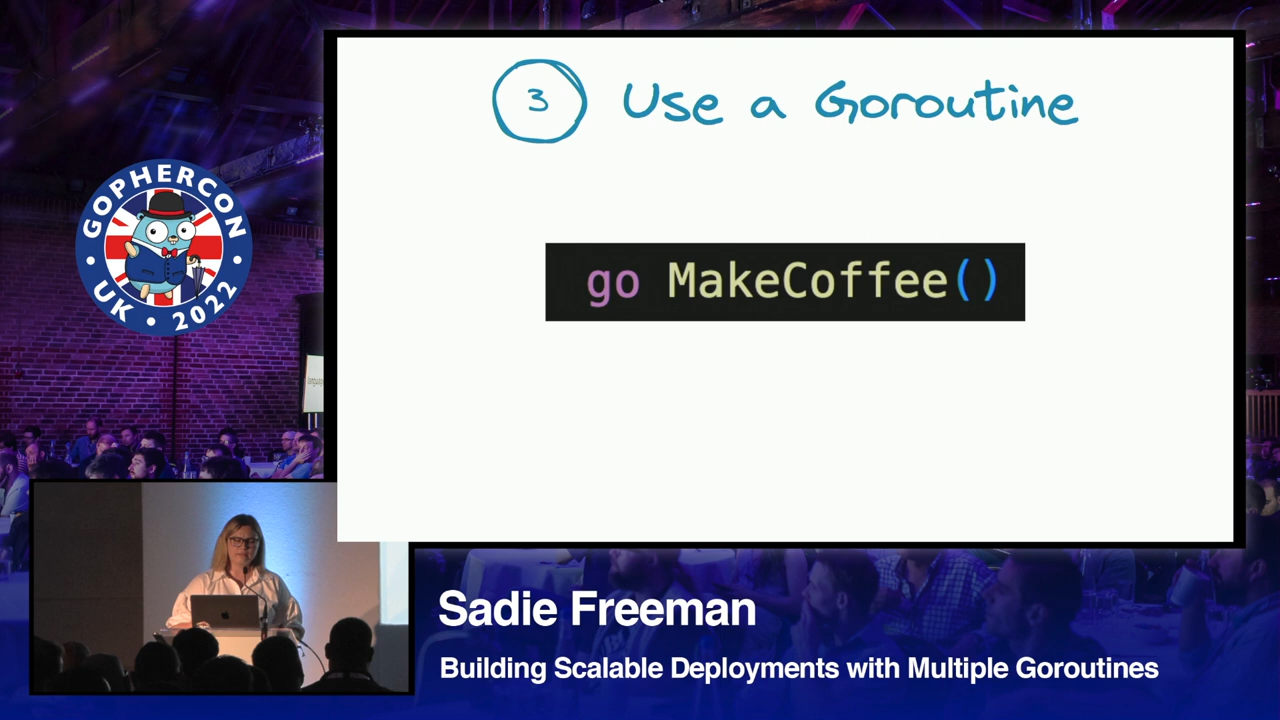 3 Use a Goroutine
go MakeCoffee()
GOPHERCON
UK • 2022
Sadie Freeman
Building Scalable Deployments with Multiple Goroutines